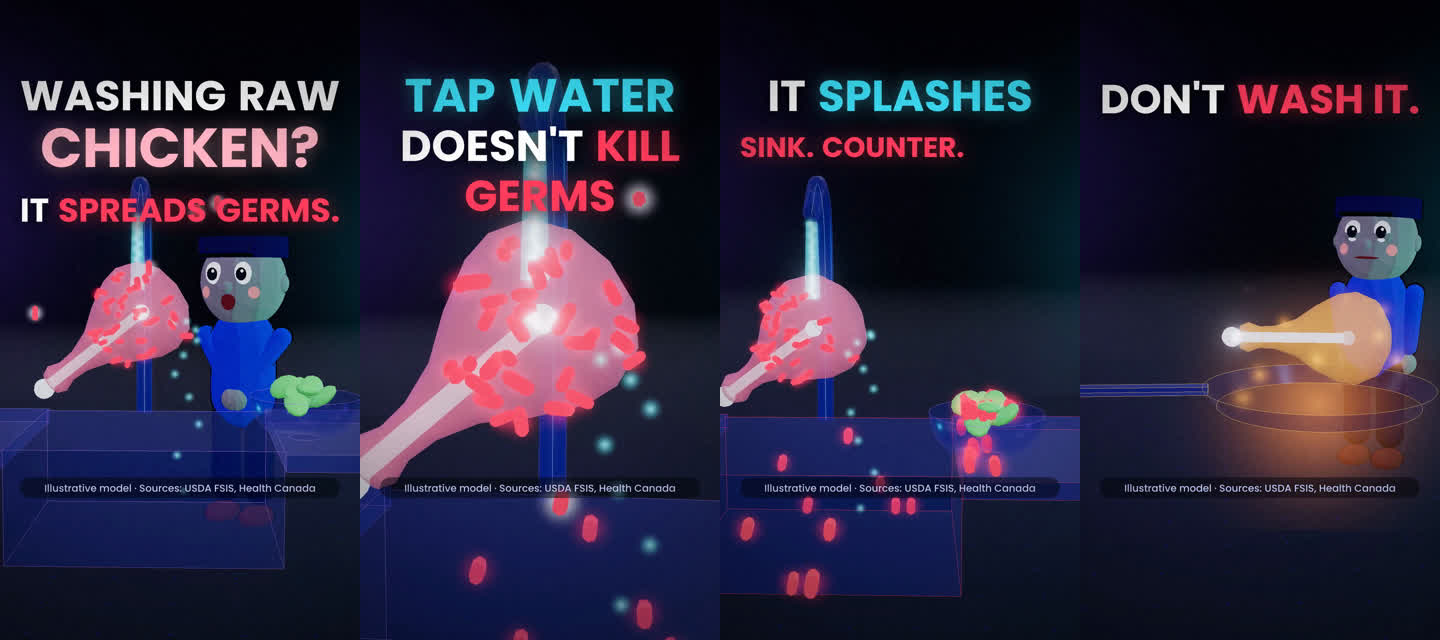 WASHING RAW
CHICKEN?
IT SPREADS GERMS.
Illustrative model · Sources: USDA FSIS, Health Canada
TAP WATER
DOESN'T KILL
GERMS
Illustrative model · Sources: USDA FSIS, Health Canada
IT SPLASHES
SINK. COUNTER.
Illustrative model · Sources: USDA FSIS, Health Canada
DON'T WASH IT.
Illustrative model · Sources: USDA FSIS, Health Canada